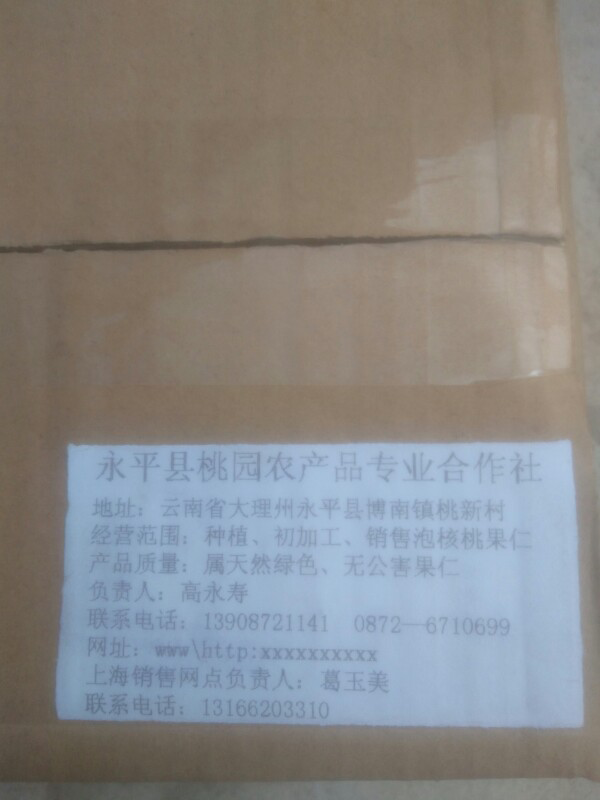 永平县桃园农产品专业合作社
地址：云南省大理州永平县博南镇桃新村
经营范围：种植、初加工、销售泡核桃果仁
产品质量：属天然绿色、无公害果仁
负责人：高永寿
联系电话：13908721141 0872—6710699
网址：www\http:xxxxxxxxxx
上海销售网点负责人：葛玉美
联系电话：13166203310